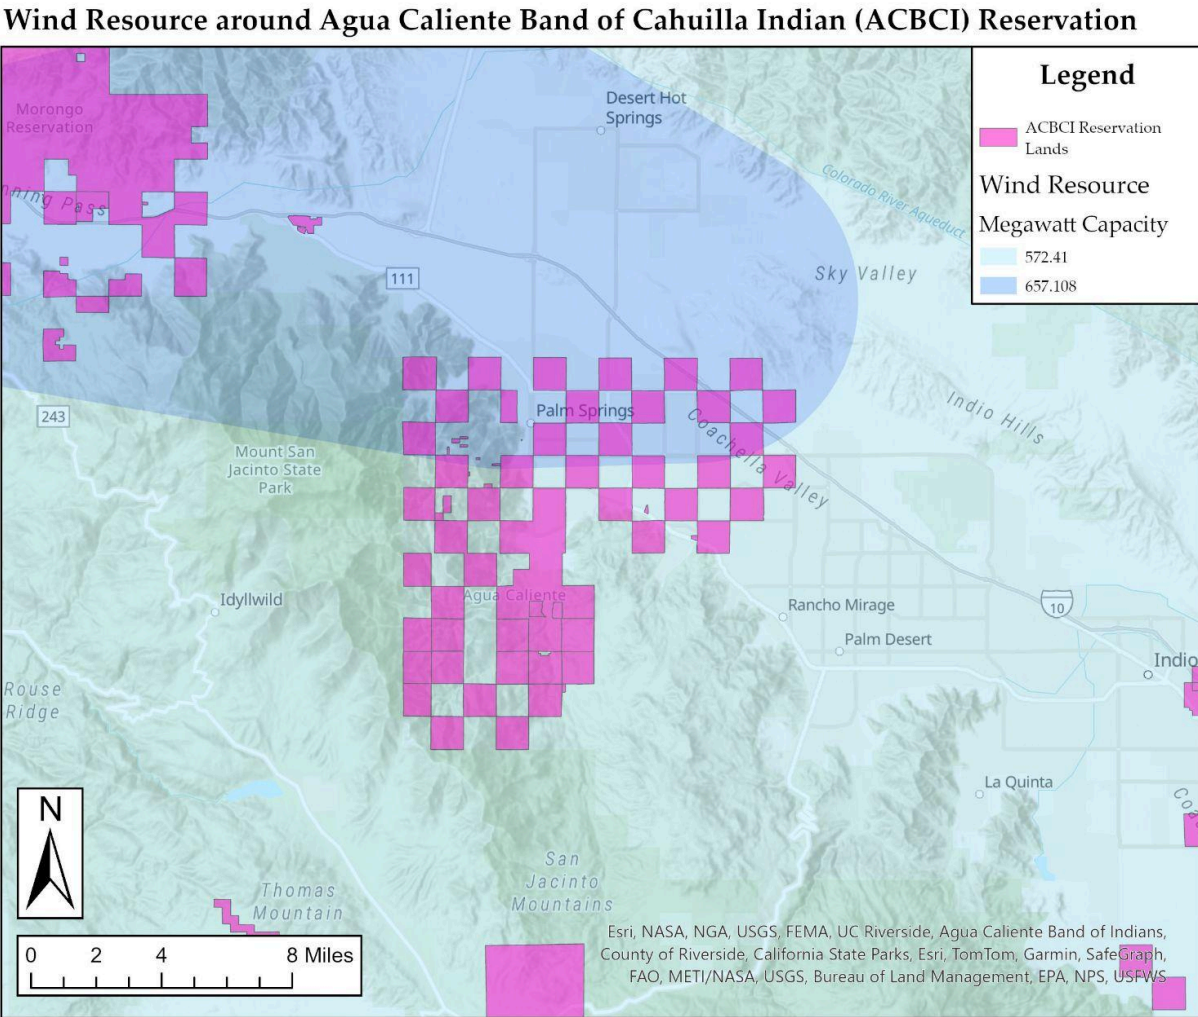 Wind Resource around Agua Caliente Band of Cahuilla Indian (ACBCI) Reservation
Legend
ACBCI Reservation
Lands
Wind Resource
Megawatt Capacity
572.41
657.108
Morongo
Reservation
nning Pass
Desert Hot
Springs
Colorado River Aqueduct
Sky Valley
111
243
Palm Springs
Coachella Valley
Indio Hills
Mount San
Jacinto State
Park
Agua Caliente
Idyllwild
Rancho Mirage
10
Palm Desert
Indio
Rouse
Ridge
La Quinta
Coa
N
San
Jacinto
Mountains
Thomas
Mountain
0 2 4 8 Miles
Esri, NASA, NGA, USGS, FEMA, UC Riverside, Agua Caliente Band of Indians,
County of Riverside, California State Parks, Esri, TomTom, Garmin, SafeGraph,
FAO, METI/NASA, USGS, Bureau of Land Management, EPA, NPS, USFWS